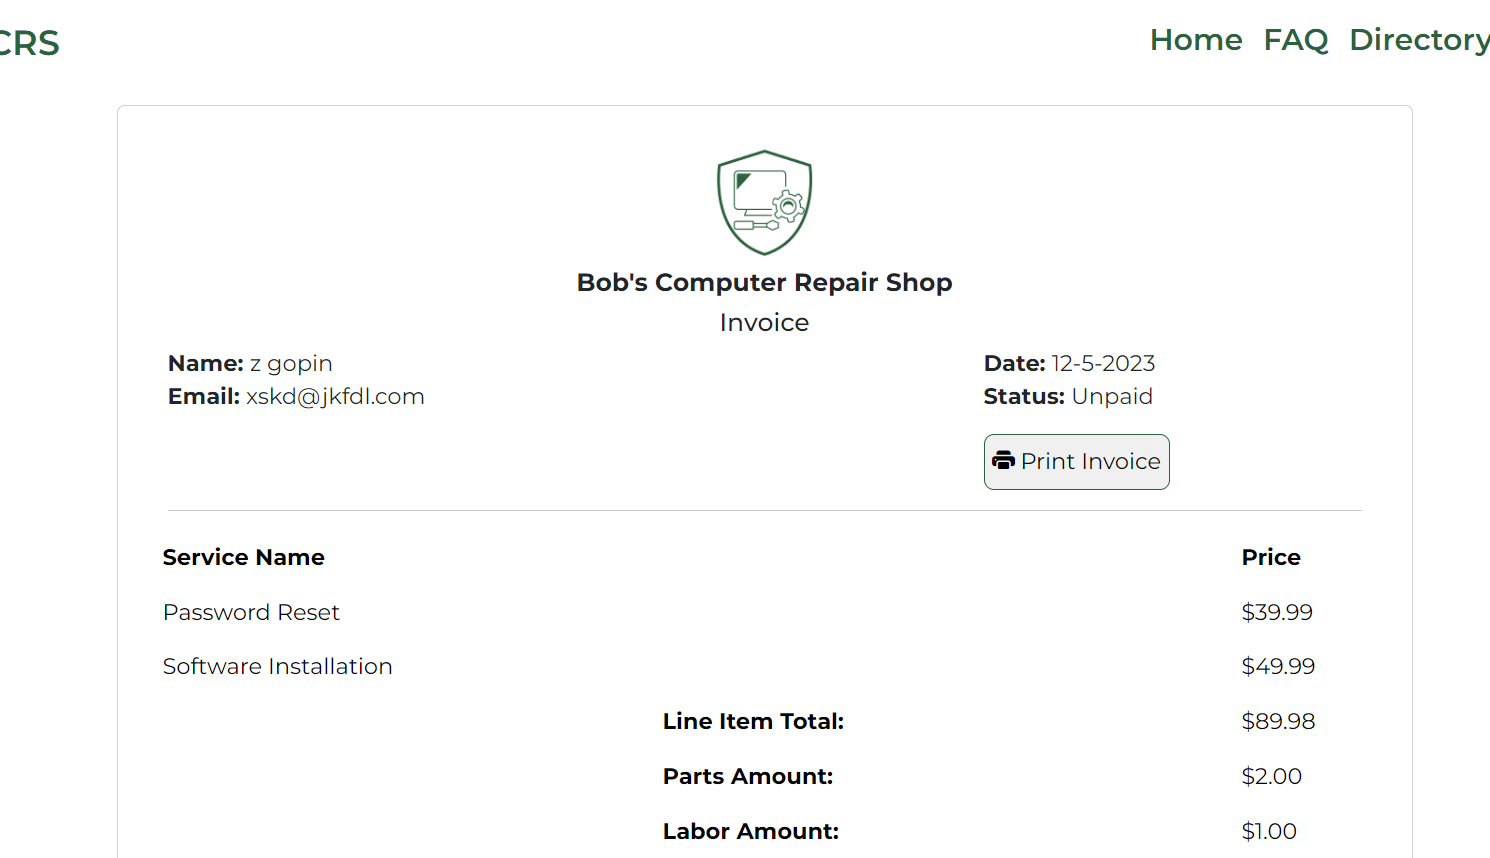 CRS
Home FAQ Directory
Bob's Computer Repair Shop
Invoice
Name: z gopin
Date: 12-5-2023
Email: xskd@jkfdl.com
Status: Unpaid
Print Invoice
Service Name Price
Password Reset $39.99
Software Installation $49.99
Line Item Total: $89.98
Parts Amount: $2.00
Labor Amount: $1.00